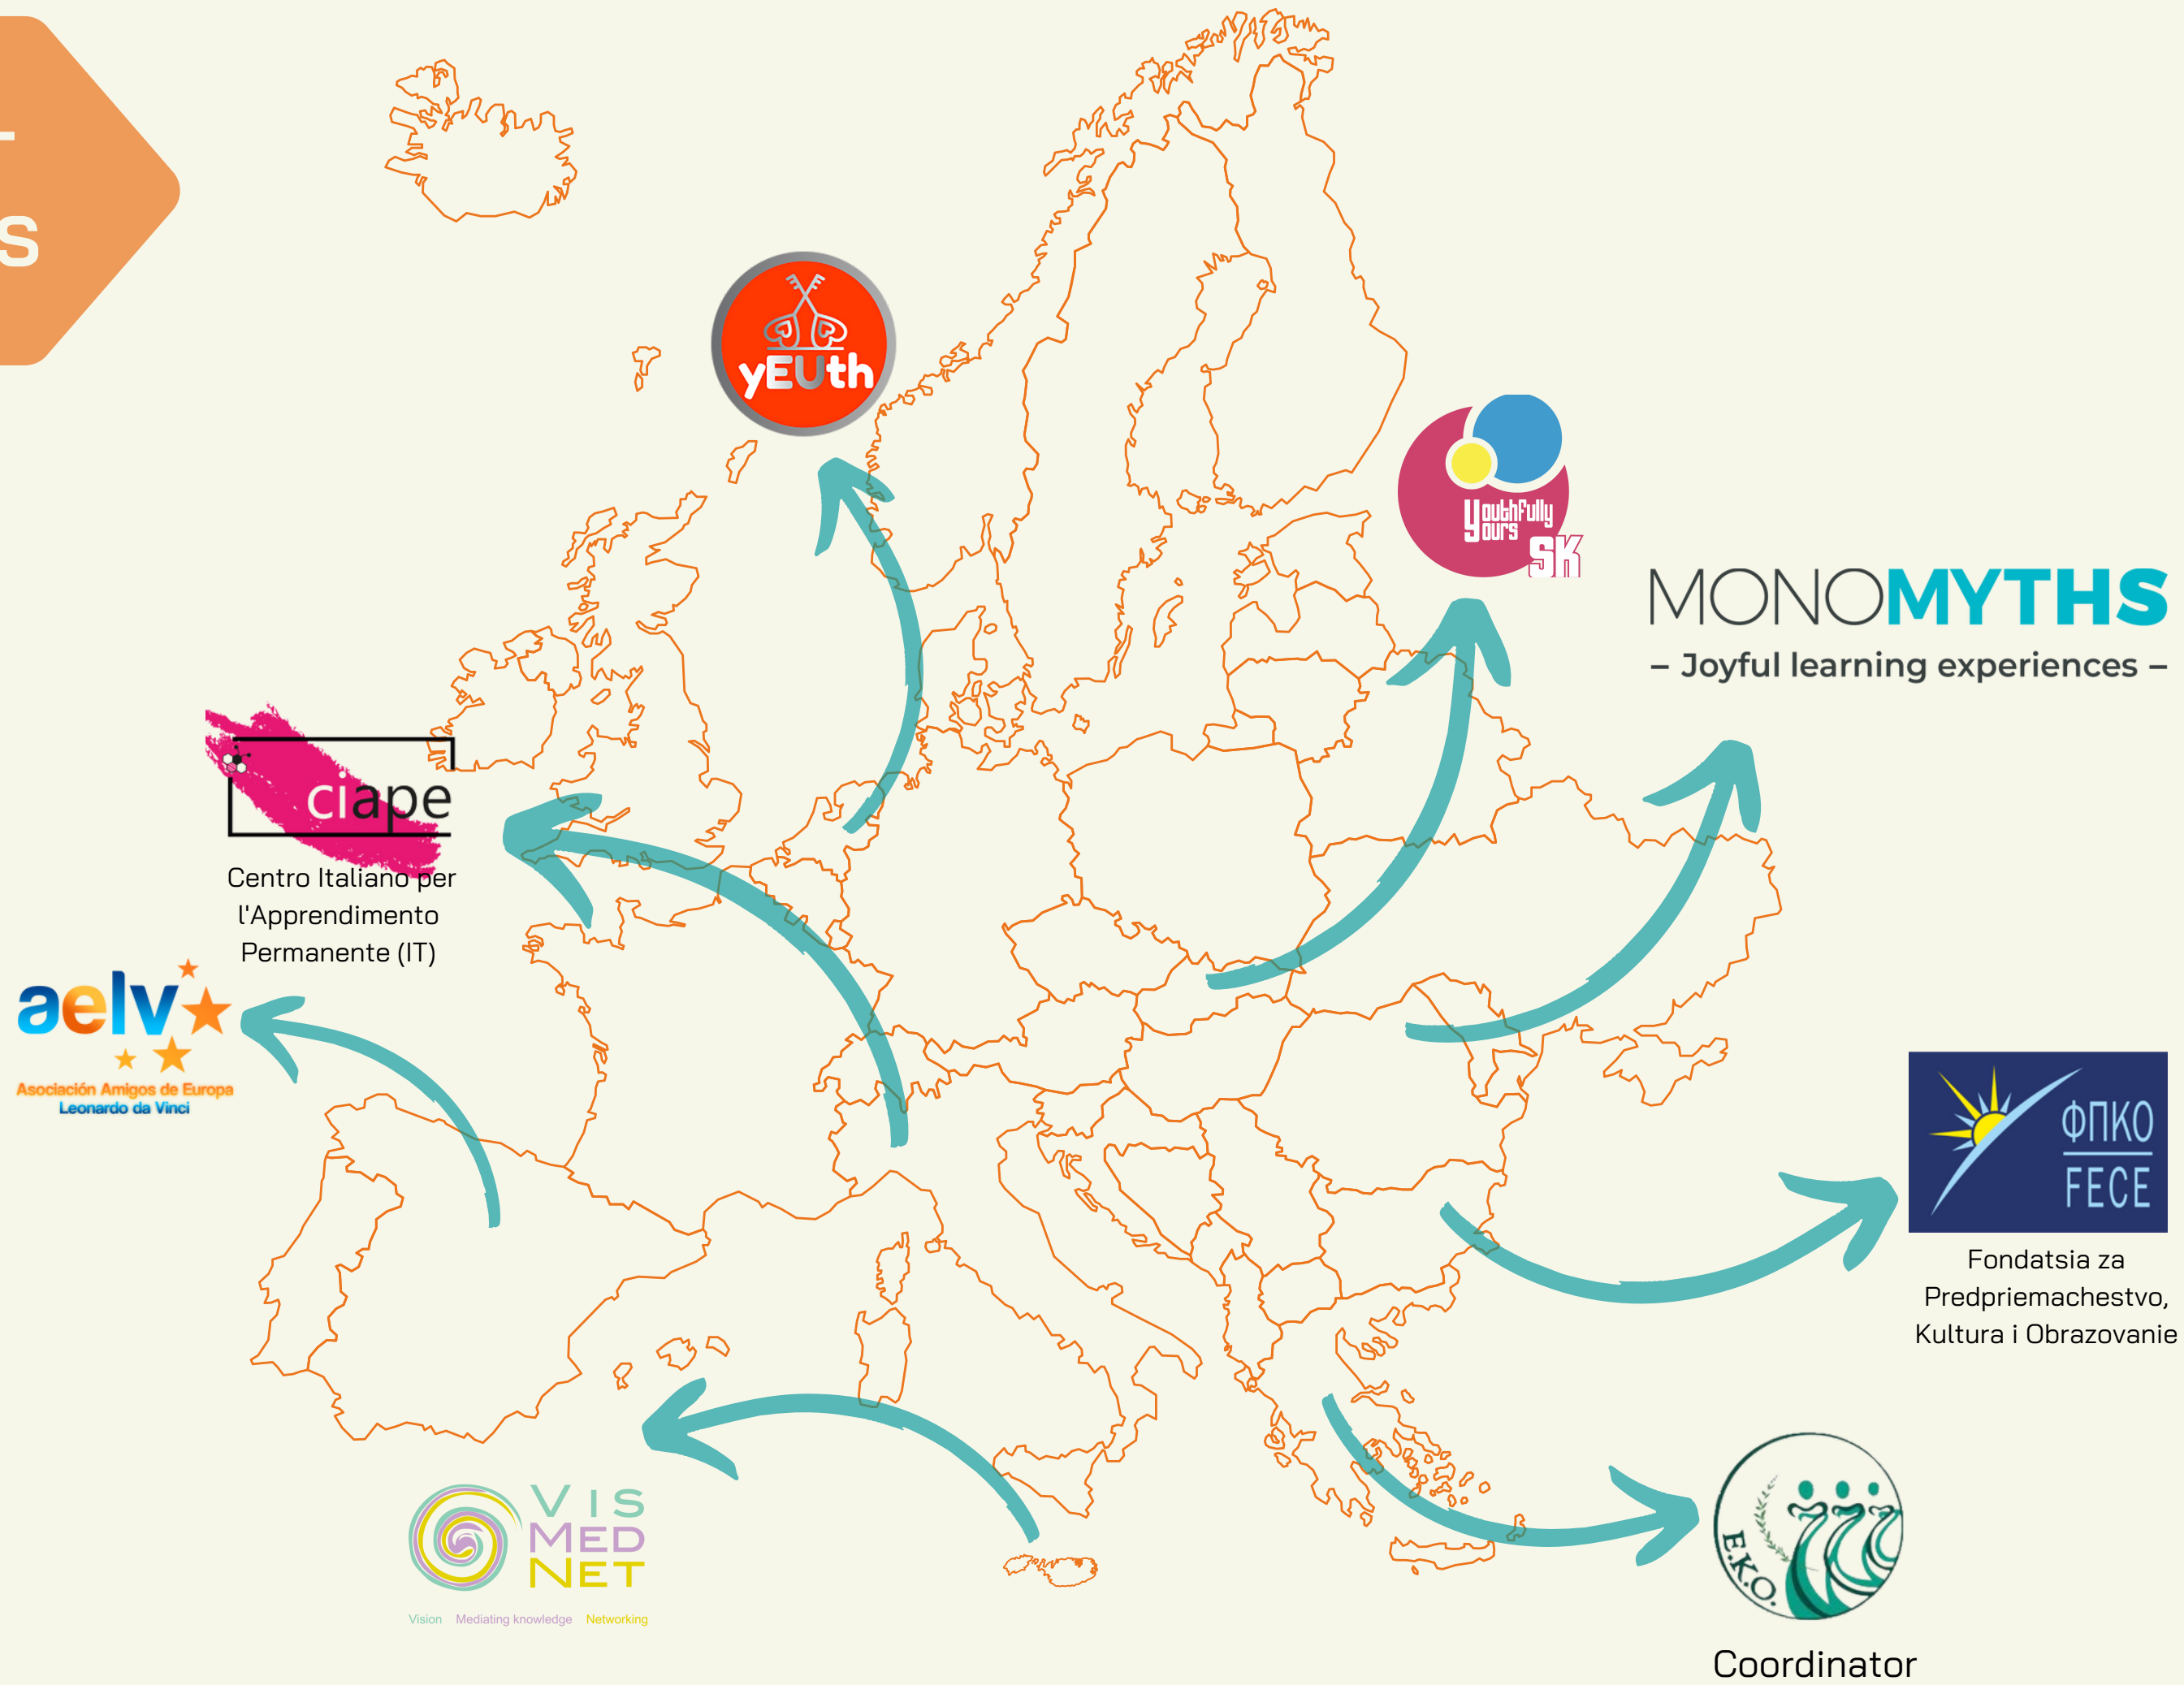 S
yEUth
Youthfully
Yours
SK
MONOMYTHS
– Joyful learning experiences –
ciape
Centro Italiano per
l'Apprendimento
Permanente (IT)
aelv
Asociación Amigos de Europa
Leonardo da Vinci
ФПКО
FECE
Fondatsia za
Predpriemachestvo,
Kultura i Obrazovanie
VIS
MED
NET
Vision Mediating knowledge Networking
E.K.O.
Coordinator